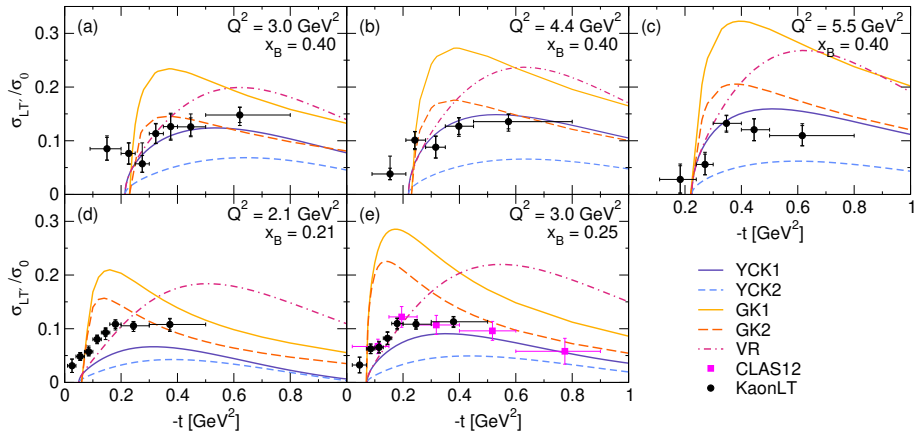 (a) Q² = 3.0 GeV²
x_B = 0.40
(b) Q² = 4.4 GeV²
x_B = 0.40
(c) Q² = 5.5 GeV²
x_B = 0.40
σ_LT'/σ_0
0.3
0.2
0.1
0
0.2 0.4 0.6 0.8 1
-t [GeV²]
(d) Q² = 2.1 GeV²
x_B = 0.21
(e) Q² = 3.0 GeV²
x_B = 0.25
σ_LT'/σ_0
0.3
0.2
0.1
0
0 0.2 0.4 0.6 0.8 0 0.2 0.4 0.6 0.8 1
-t [GeV²] -t [GeV²]
YCK1
YCK2
GK1
GK2
VR
CLAS12
KaonLT